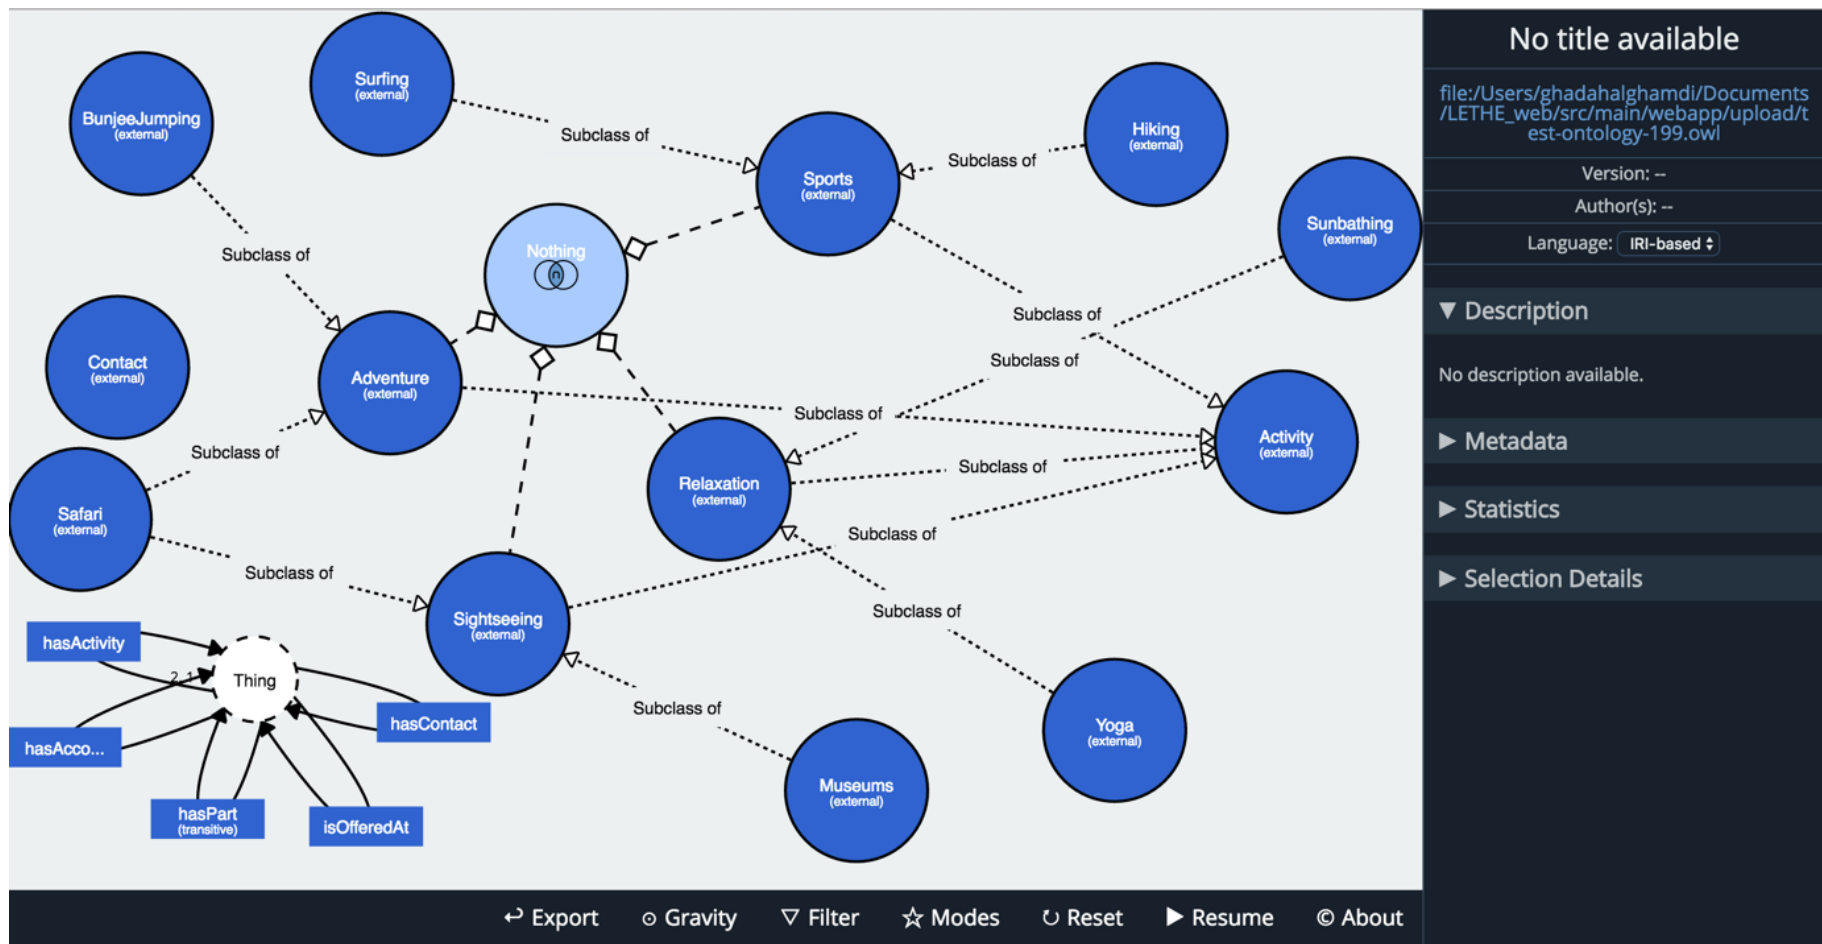 No title available
file:/Users/ghadahalghamdi/Documents
/LETHE_web/src/main/webapp/upload/t
est-ontology-199.owl
Version: --
Author(s): --
Language: IRI-based
Description
No description available.
Metadata
Statistics
Selection Details
Surfing
(external)
BunjeeJumping
(external)
Subclass of
Hiking
(external)
Subclass of
Sports
(external)
Sunbathing
(external)
Nothing
Subclass of
Subclass of
Contact
(external)
Subclass of
Adventure
(external)
Subclass of
Activity
(external)
Subclass of
Subclass of
Relaxation
(external)
Safari
(external)
Subclass of
Subclass of
Sightseeing
(external)
Subclass of
hasActivity
2..1
Thing
Subclass of
hasContact
Yoga
(external)
hasAcco...
Museums
(external)
hasPart
(transitive)
isOfferedAt
Export
Gravity
Filter
Modes
Reset
Resume
© About